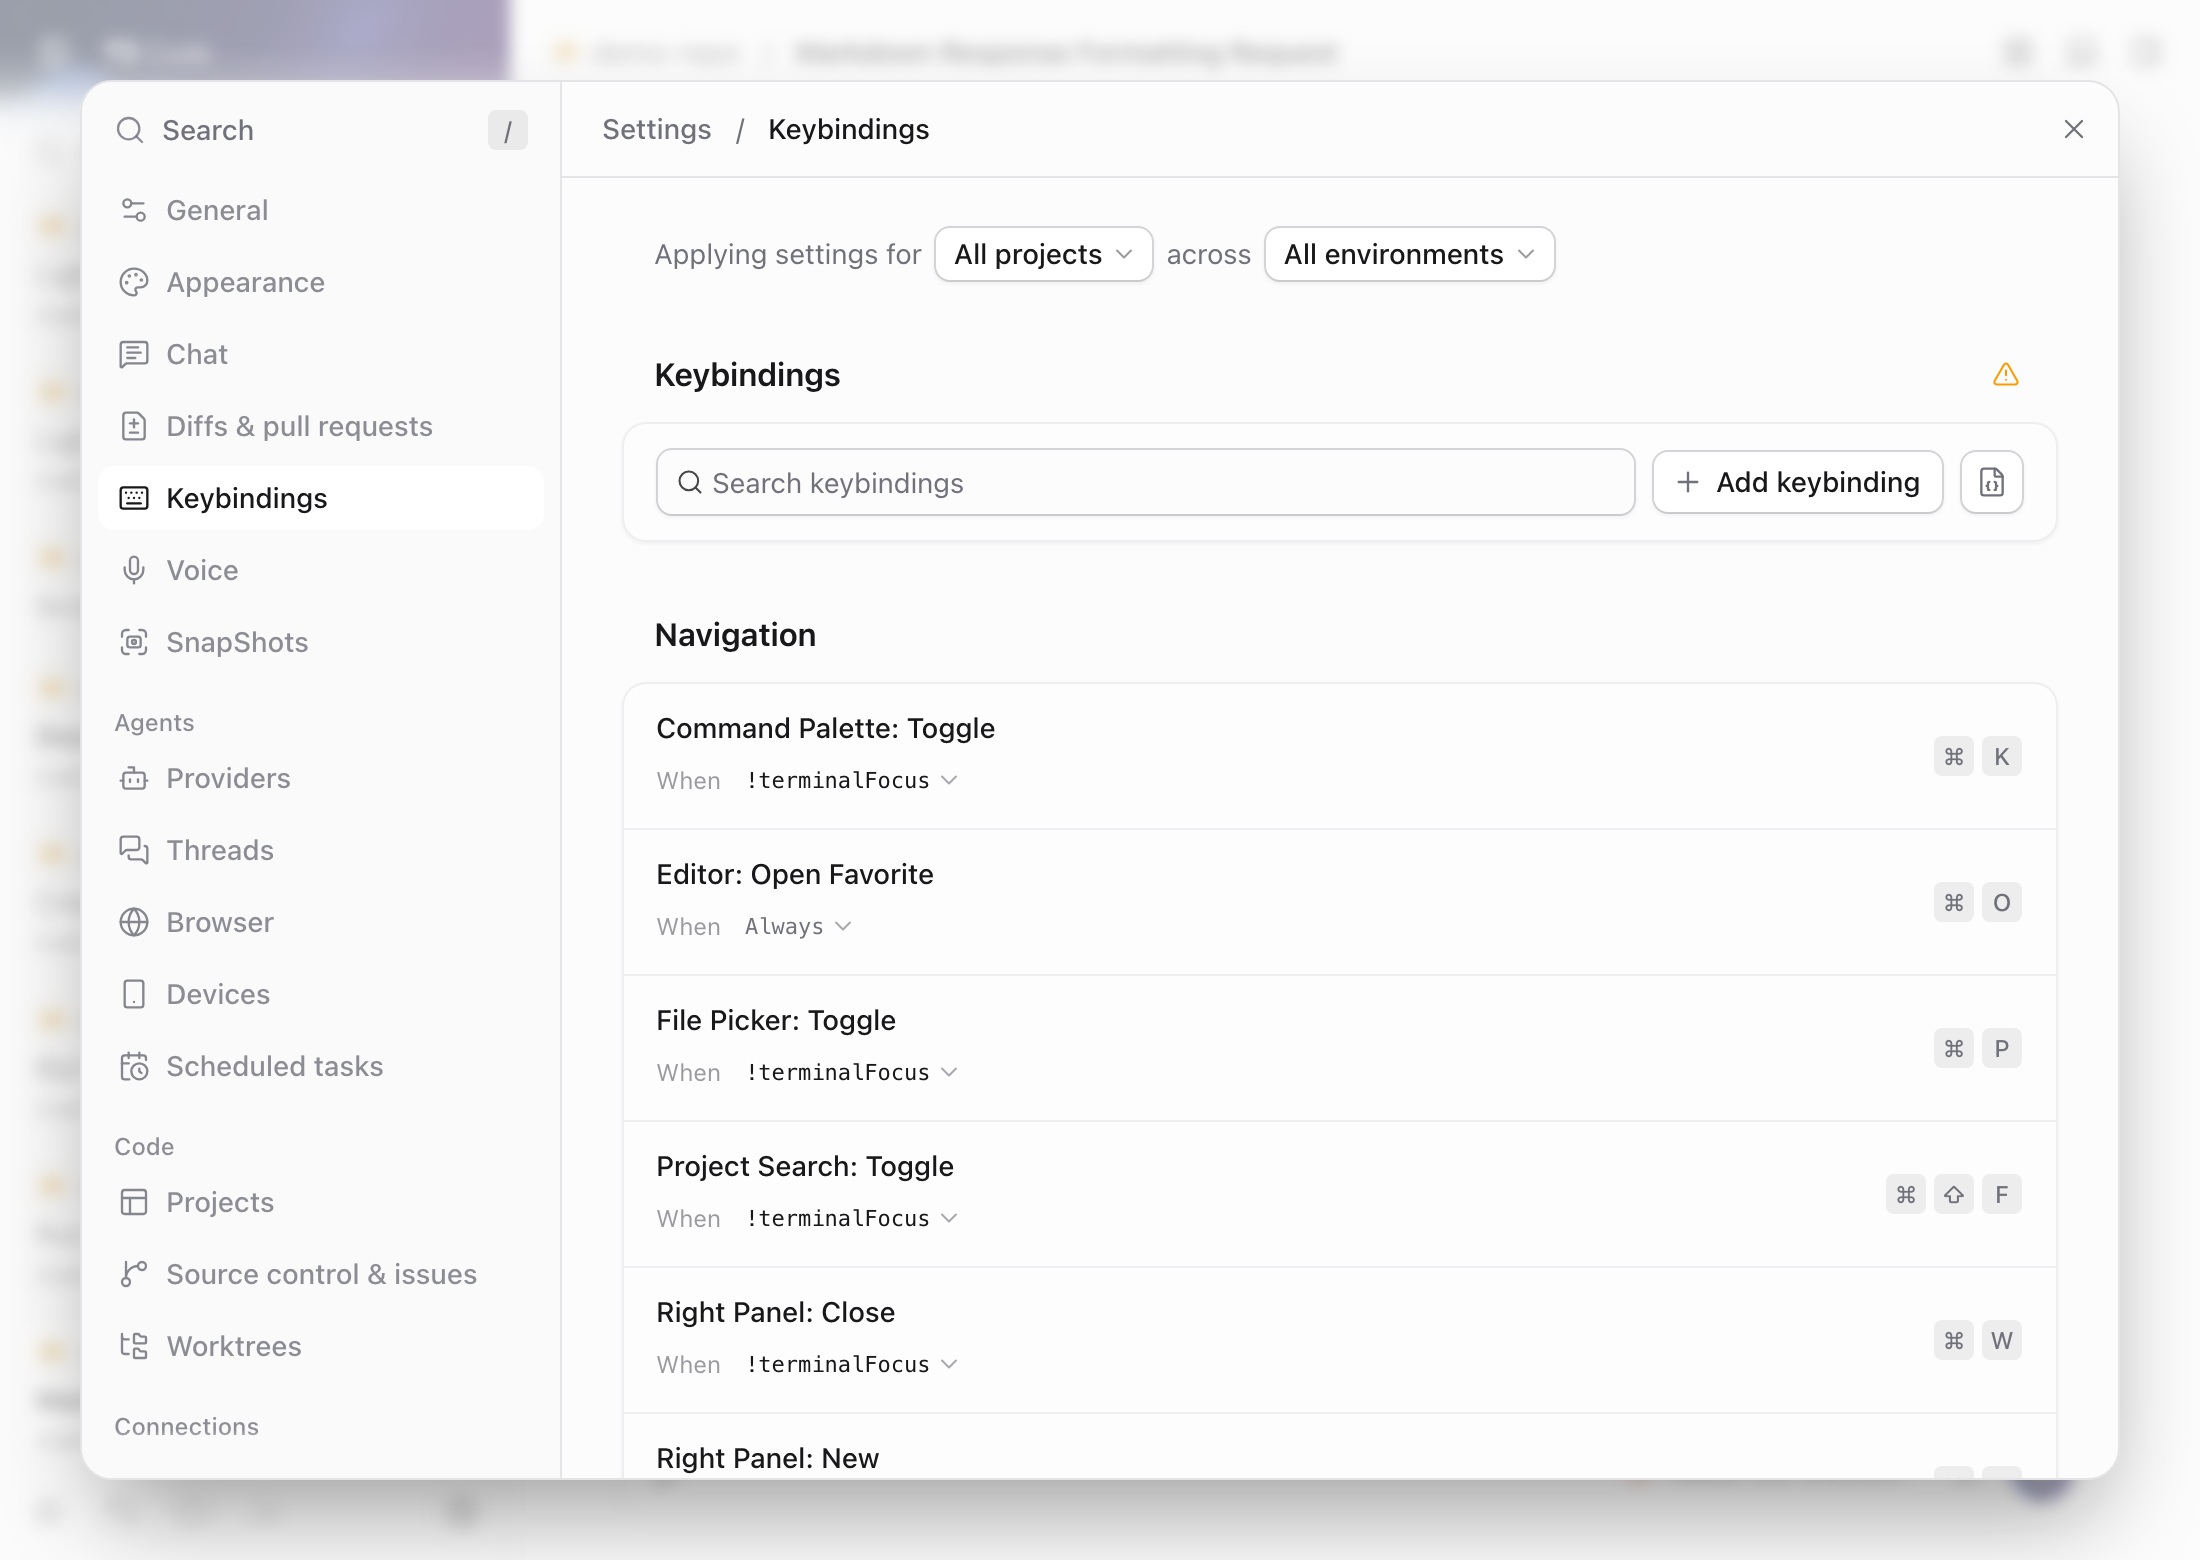 Search
/
General
Appearance
Chat
Diffs & pull requests
Keybindings
Voice
SnapShots
Agents
Providers
Threads
Browser
Devices
Scheduled tasks
Code
Projects
Source control & issues
Worktrees
Connections
Settings / Keybindings
Applying settings for All projects across All environments
Keybindings
Search keybindings
Add keybinding
Navigation
Command Palette: Toggle
When !terminalFocus
⌘ K
Editor: Open Favorite
When Always
⌘ O
File Picker: Toggle
When !terminalFocus
⌘ P
Project Search: Toggle
When !terminalFocus
⌘ ⇧ F
Right Panel: Close
When !terminalFocus
⌘ W
Right Panel: New